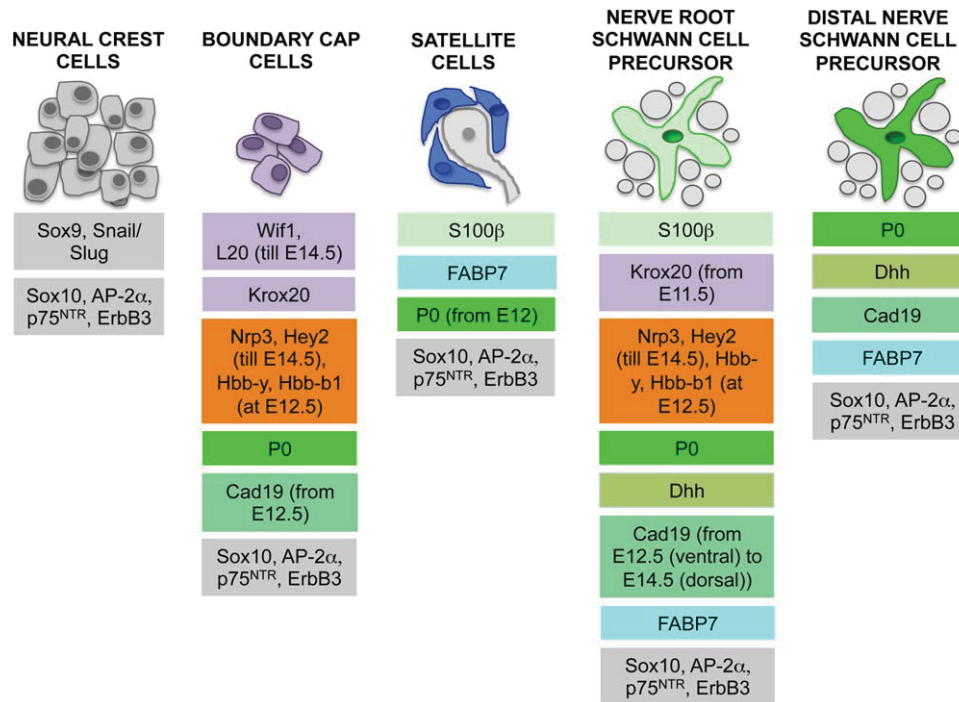 NEURAL CREST
CELLS
Sox9, Snail/
Slug
Sox10, AP-2α,
p75NTR, ErbB3
BOUNDARY CAP
CELLS
Wif1,
L20 (till E14.5)
Krox20
Nrp3, Hey2
(till E14.5),
Hbb-y, Hbb-b1
(at E12.5)
P0
Cad19 (from
E12.5)
Sox10, AP-2α,
p75NTR, ErbB3
SATELLITE
CELLS
S100β
FABP7
P0 (from E12)
Sox10, AP-2α,
p75NTR, ErbB3
NERVE ROOT
SCHWANN CELL
PRECURSOR
S100β
Krox20 (from
E11.5)
Nrp3, Hey2
(till E14.5), Hbb-
y, Hbb-b1 (at
E12.5)
P0
Dhh
Cad19 (from
E12.5 (ventral) to
E14.5 (dorsal))
FABP7
Sox10, AP-2α,
p75NTR, ErbB3
DISTAL NERVE
SCHWANN CELL
PRECURSOR
P0
Dhh
Cad19
FABP7
Sox10, AP-2α,
p75NTR, ErbB3